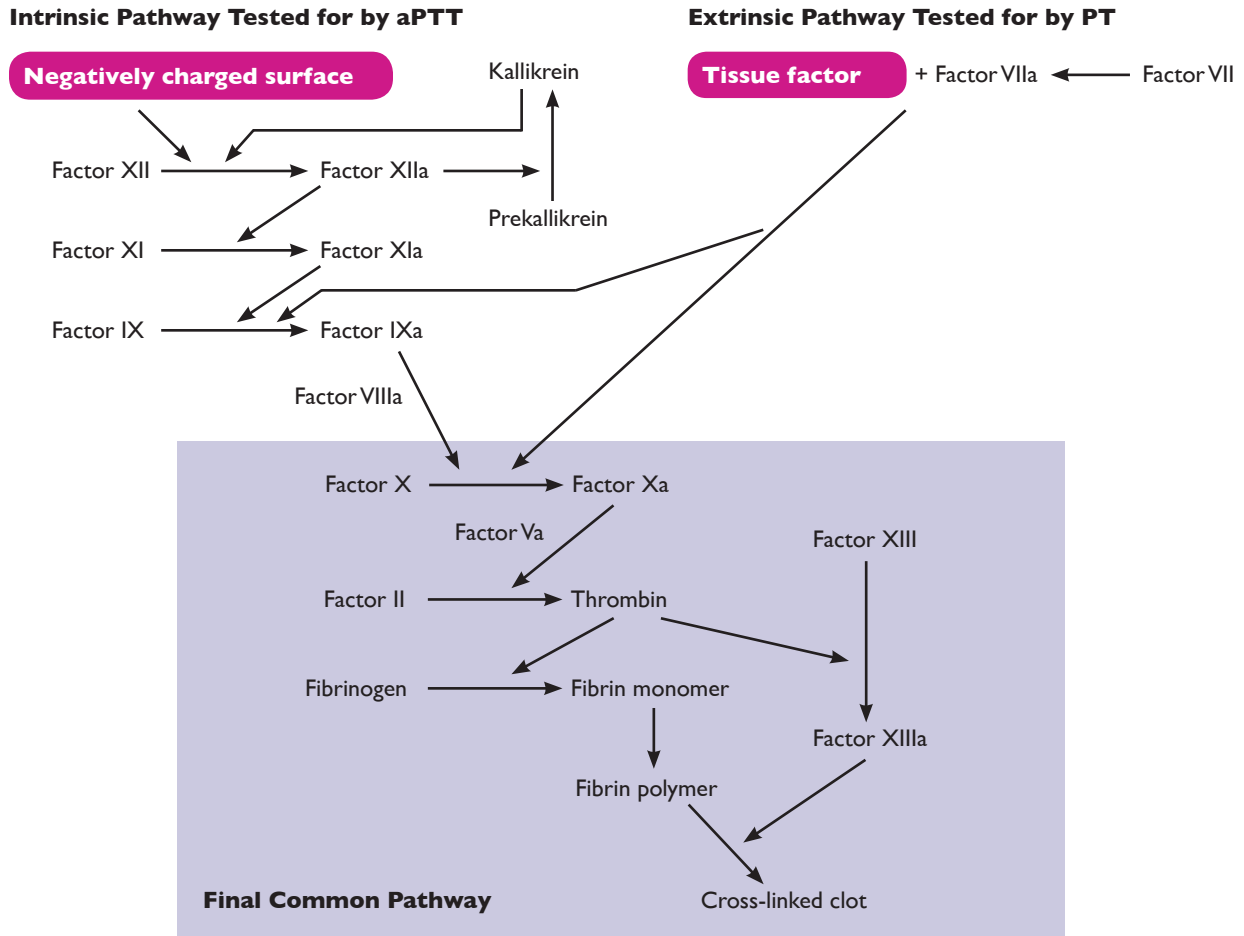 Intrinsic Pathway Tested for by aPTT
Extrinsic Pathway Tested for by PT
Negatively charged surface
Kallikrein
Tissue factor
+ Factor VIIa
Factor VII
Factor XII
Factor XIIa
Prekallikrein
Factor XI
Factor XIa
Factor IX
Factor IXa
Factor VIIIa
Factor X
Factor Xa
Factor Va
Factor XIII
Factor II
Thrombin
Fibrinogen
Fibrin monomer
Factor XIIIa
Fibrin polymer
Final Common Pathway
Cross-linked clot